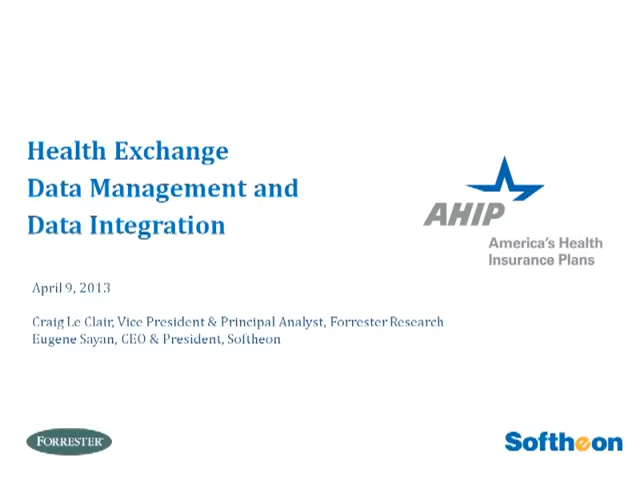 Health Exchange
Data Management and
Data Integration
AHIP
America's Health
Insurance Plans
April 9, 2013
Craig Le Clair, Vice President & Principal Analyst, Forrester Research
Eugene Sayan, CEO & President, Softheon
FORRESTER®
Softheon